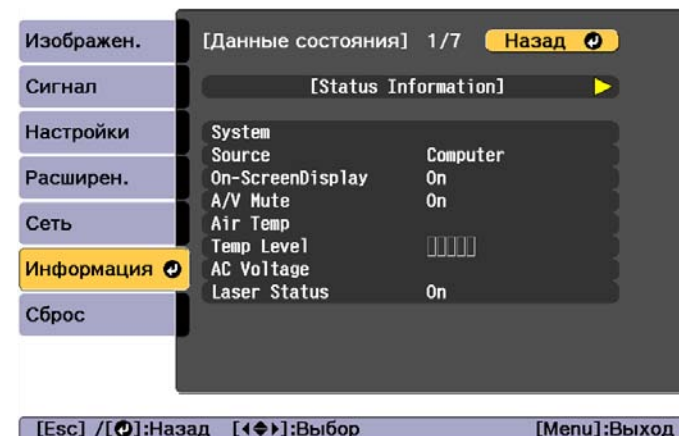 Изображен.
Сигнал
Настройки
Расширен.
Сеть
Информация
Сброс
[Данные состояния] 1/7 Назад
[Status Information]
System
Source Computer
On-ScreenDisplay On
A/V Mute On
Air Temp
Temp Level
AC Voltage
Laser Status On
[Esc] /[ ]:Назад [ ]:Выбор [Menu]:Выход